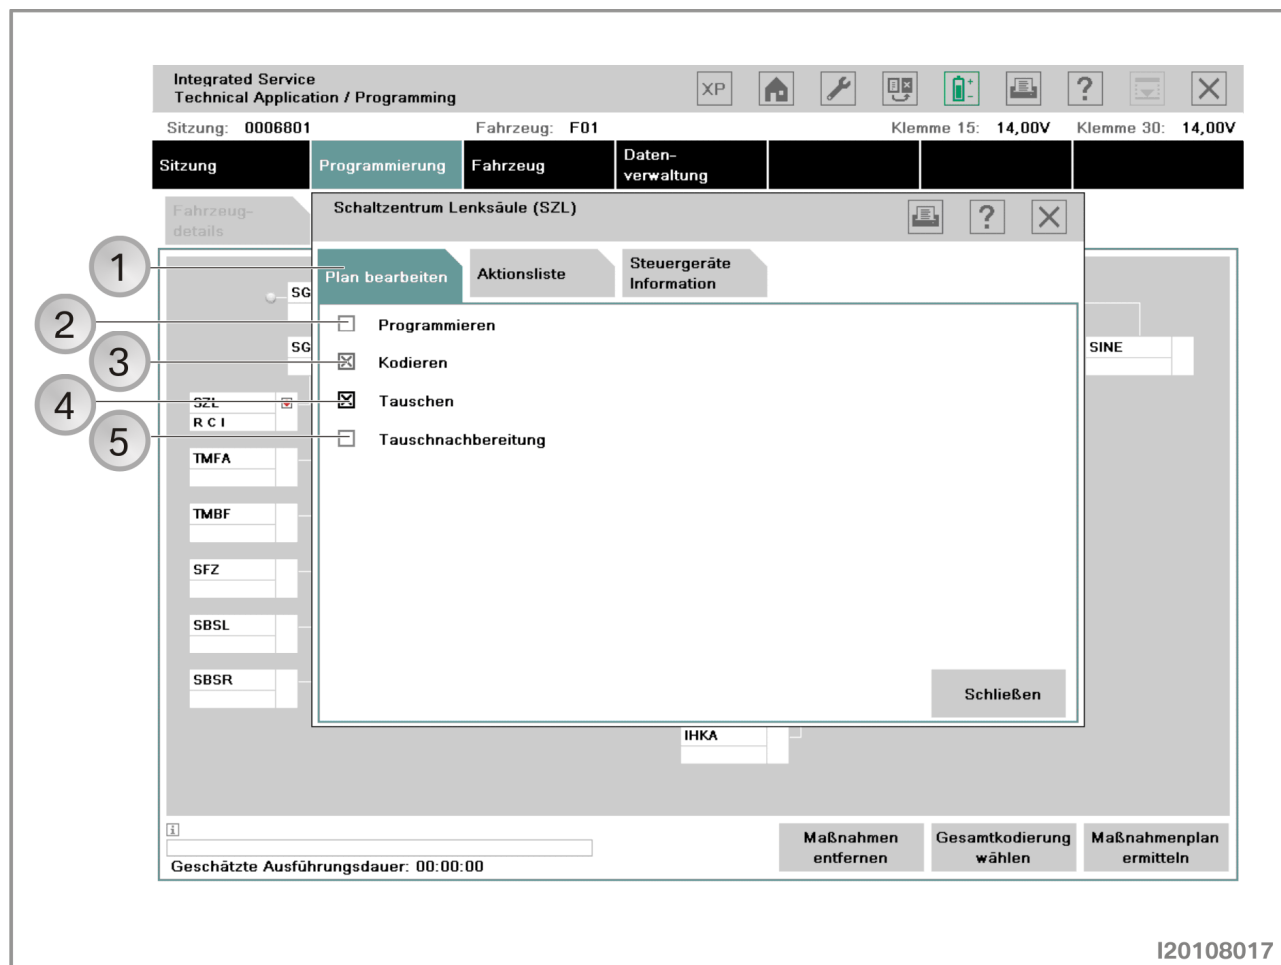 Integrated Service
Technical Application / Programming
XP
?
Sitzung: 0006801
Fahrzeug: F01
Klemme 15: 14,00V
Klemme 30: 14,00V
Sitzung
Programmierung
Fahrzeug
Daten-
verwaltung
Fahrzeug-
details
Schaltzentrum Lenksäule (SZL)
?
1
Plan bearbeiten
Aktionsliste
Steuergeräte
Information
SG
2
Programmieren
SG
SINE
3
Kodieren
4
SZL
Tauschen
R C I
5
Tauschnachbereitung
TMFA
TMBF
SFZ
SBSL
SBSR
Schließen
IHKA
i
Geschätzte Ausführungsdauer: 00:00:00
Maßnahmen
entfernen
Gesamtkodierung
wählen
Maßnahmenplan
ermitteln
I20108017